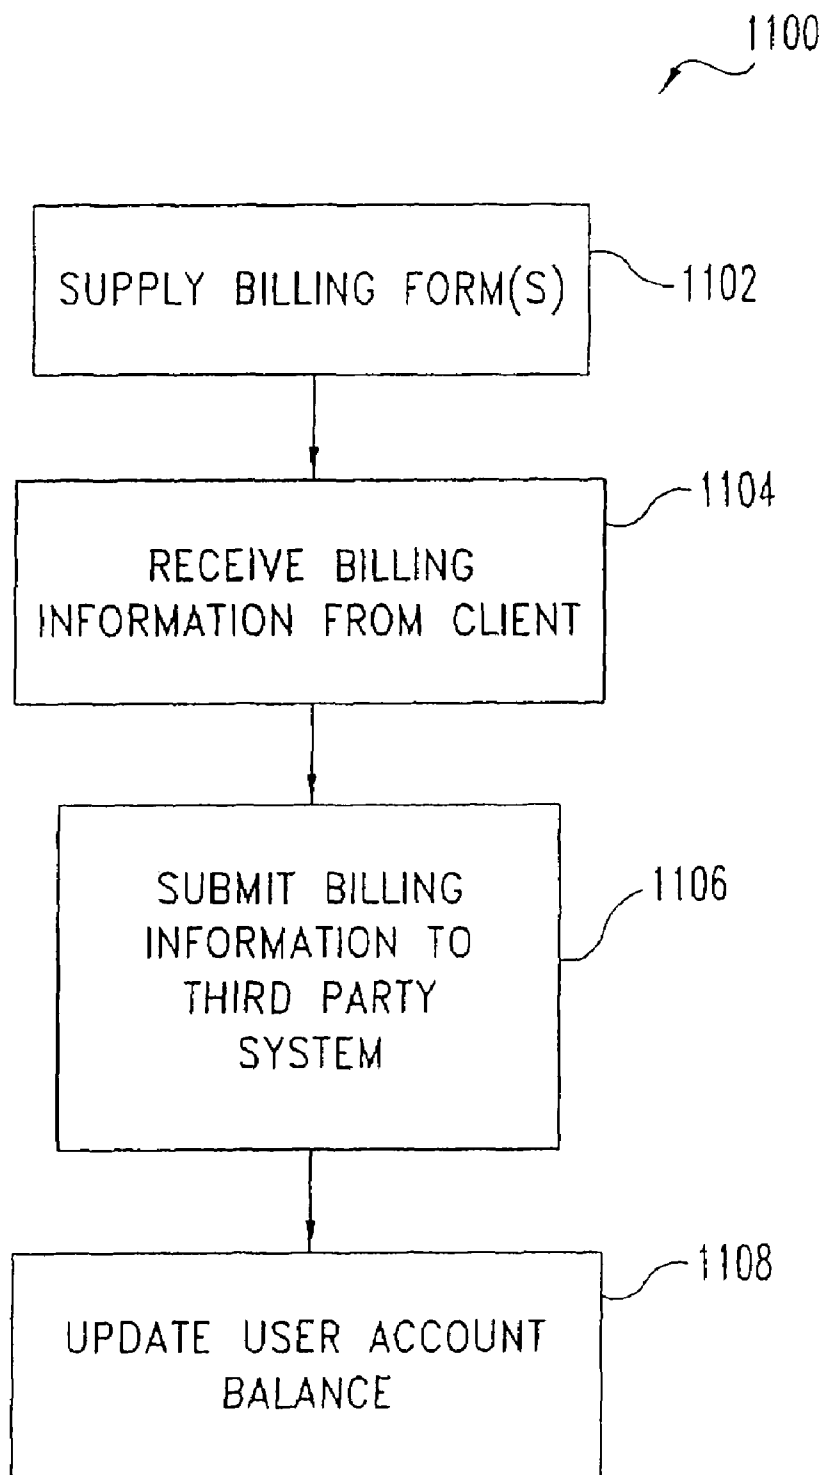 1100
SUPPLY BILLING FORM(S)
1102
1104
RECEIVE BILLING
INFORMATION FROM CLIENT
SUBMIT BILLING
INFORMATION TO
THIRD PARTY
SYSTEM
1106
1108
UPDATE USER ACCOUNT
BALANCE